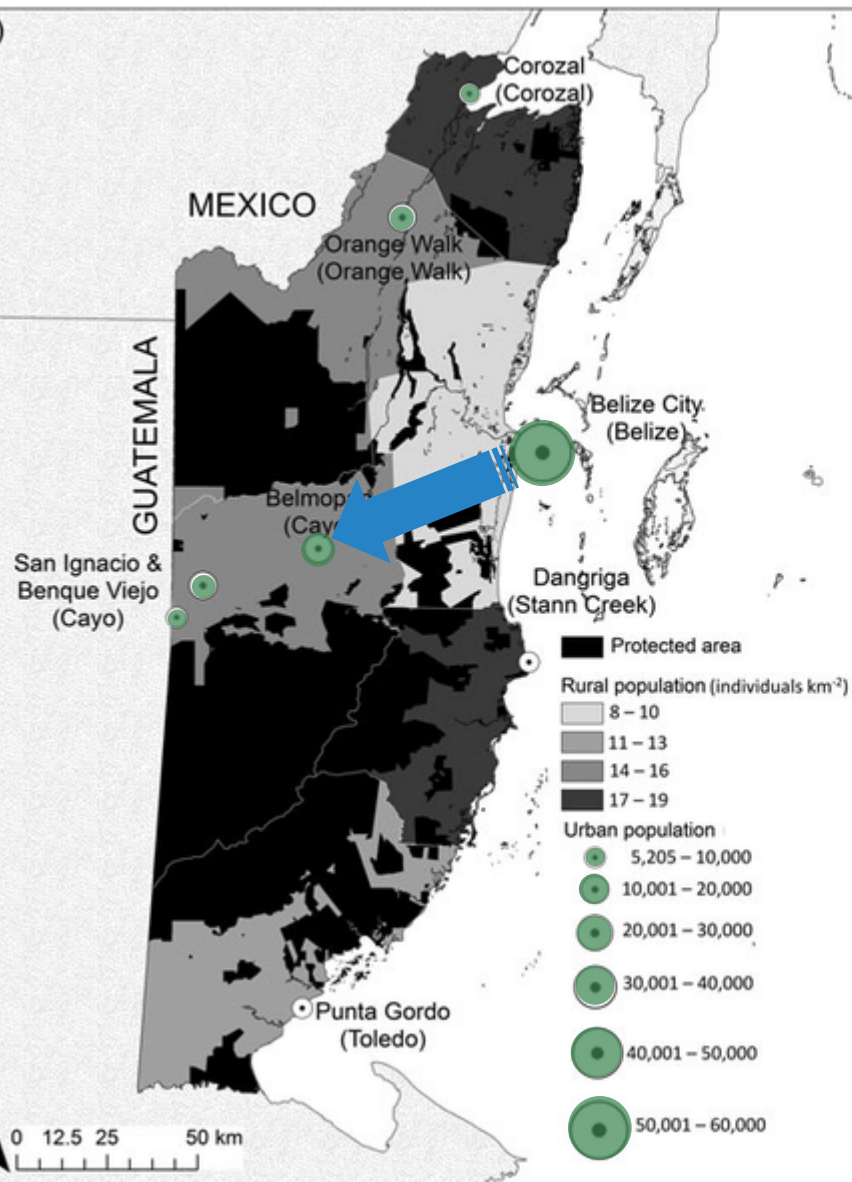 )
Corozal
(Corozal)
MEXICO
Orange Walk
(Orange Walk)
GUATEMALA
Belize City
(Belize)
Belmopa
(Cayo
San Ignacio &
Benque Viejo
(Cayo)
Dangriga
(Stann Creek)
Protected area
Rural population (individuals km-2)
8 – 10
11 – 13
14 – 16
17 – 19
Urban population
5,205 – 10,000
10,001 – 20,000
20,001 – 30,000
30,001 – 40,000
40,001 – 50,000
50,001 – 60,000
Punta Gordo
(Toledo)
0 12.5 25 50 km